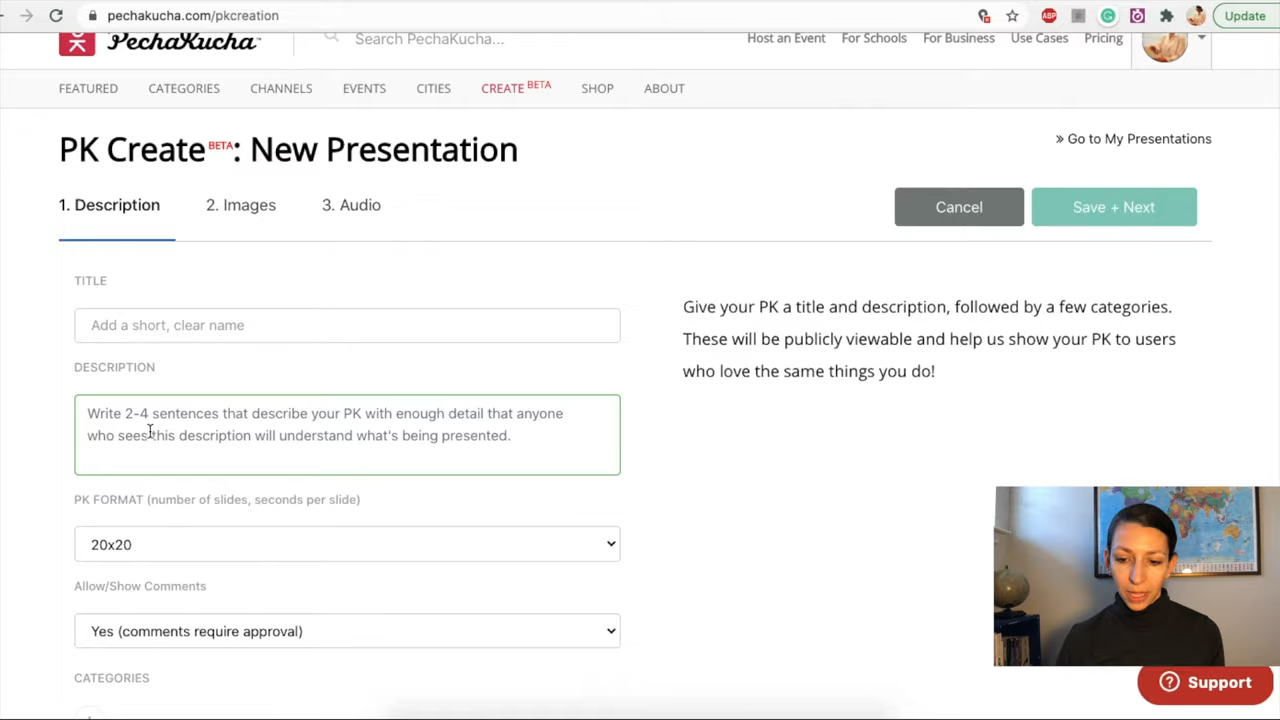 pechakucha.com/pkcreation
ABP
Update
PechaKucha™
Search PechaKucha...
Host an Event
For Schools
For Business
Use Cases
Pricing
FEATURED
CATEGORIES
CHANNELS
EVENTS
CITIES
CREATE BETA
SHOP
ABOUT
PK Create BETA: New Presentation
» Go to My Presentations
1. Description
2. Images
3. Audio
Cancel
Save + Next
TITLE
Add a short, clear name
DESCRIPTION
Write 2-4 sentences that describe your PK with enough detail that anyone
who sees this description will understand what's being presented.
PK FORMAT (number of slides, seconds per slide)
20x20
Allow/Show Comments
Yes (comments require approval)
CATEGORIES
Give your PK a title and description, followed by a few categories.
These will be publicly viewable and help us show your PK to users
who love the same things you do!
Support